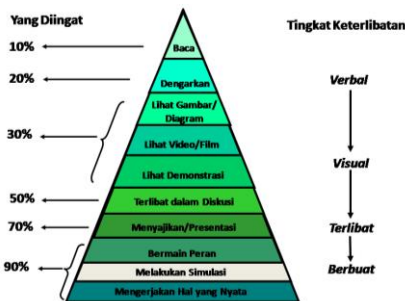 Yang Diingat
Tingkat Keterlibatan
10%
Baca
20%
Dengarkan
Verbal
Lihat Gambar/
Diagram
30%
Lihat Video/Film
Visual
Lihat Demonstrasi
50%
Terlibat dalam Diskusi
70%
Menyajikan/Presentasi
Terlibat
Bermain Peran
90%
Melakukan Simulasi
Berbuat
Mengerjakan Hal yang Nyata